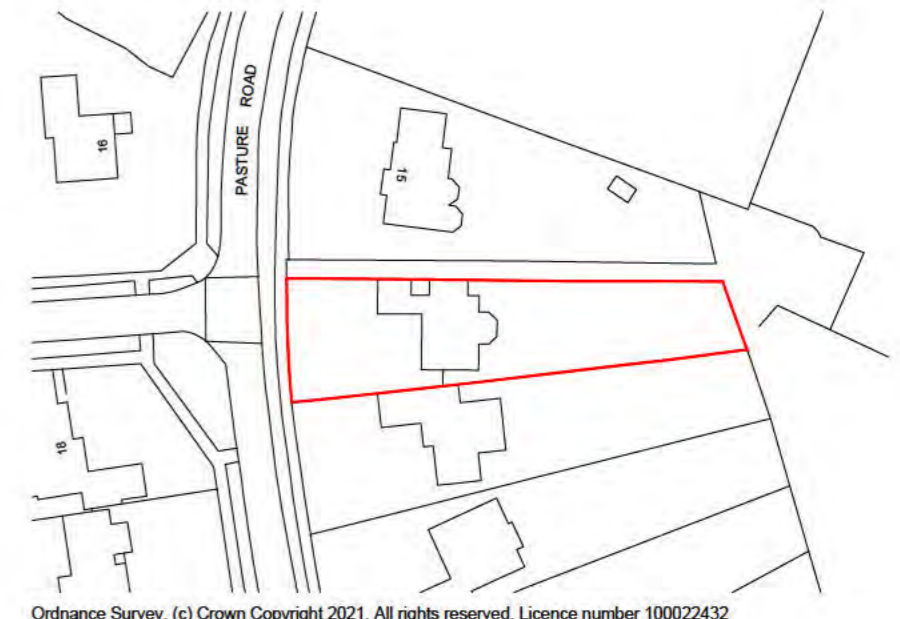 PASTURE ROAD
16
15
18
Ordnance Survey, (c) Crown Copyright 2021. All rights reserved. Licence number 100022432